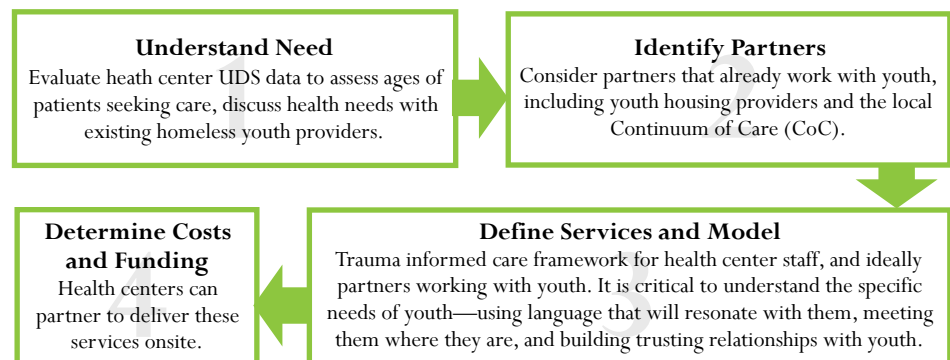 1
Understand Need
Evaluate heath center UDS data to assess ages of
patients seeking care, discuss health needs with
existing homeless youth providers.
2
Identify Partners
Consider partners that already work with youth,
including youth housing providers and the local
Continuum of Care (CoC).
3
Define Services and Model
Trauma informed care framework for health center staff, and ideally
partners working with youth. It is critical to understand the specific
needs of youth—using language that will resonate with them, meeting
them where they are, and building trusting relationships with youth.
4
Determine Costs
and Funding
Health centers can
partner to deliver these
services onsite.